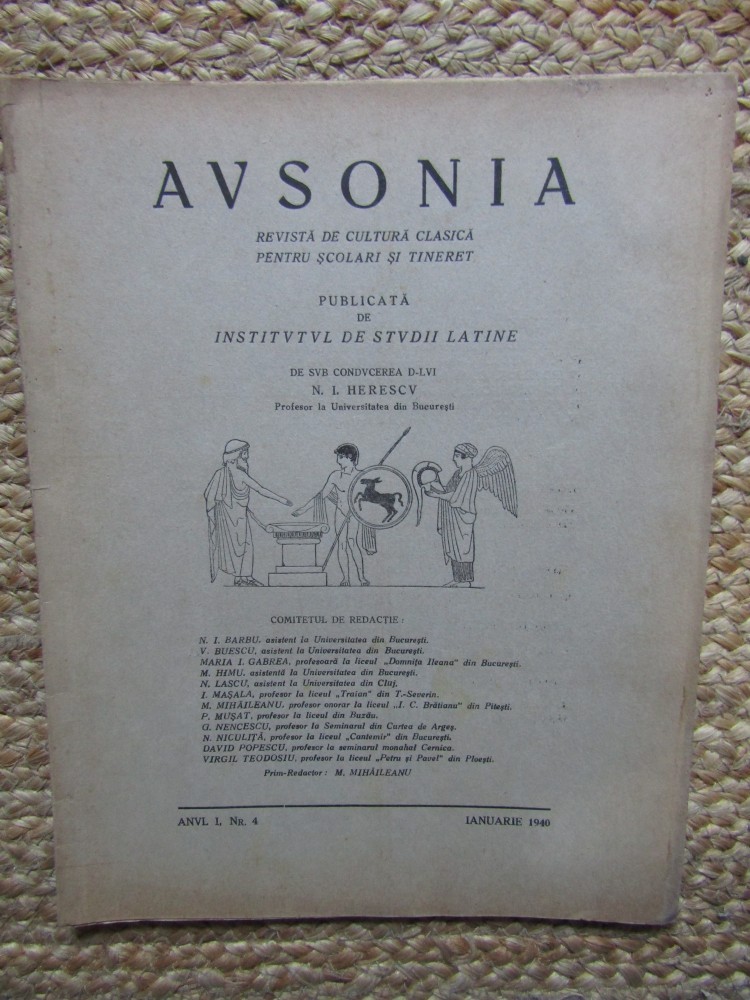 AVSONIA
REVISTĂ DE CULTURĂ CLASICĂ
PENTRU ȘCOLARI ȘI TINERET
PUBLICATĂ
DE
INSTITVTVL DE STVDII LATINE
DE SVB CONDVCEREA D-LVI
N. I. HERESCV
Profesor la Universitatea din București
COMITETUL DE REDACȚIE :
N. I. BARBU, asistent la Universitatea din București.
V. BUESCU, asistent la Universitatea din București.
MARIA I. GABREA, profesoară la liceul „Domnița Ileana" din București.
M. HIMU, asistentă la Universitatea din București.
N. LASCU, asistent la Universitatea din Cluj.
I. MAȘALA, profesor la liceul „Traian" din T.-Severin.
M. MIHĂILEANU, profesor onorar la liceul „I. C. Brătianu" din Pitești.
P. MUȘAT, profesor la liceul din Buzău.
G. NENCESCU, profesor la Seminarul din Curtea de Argeș.
N. NICULIȚĂ, profesor la liceul „Cantemir" din București.
DAVID POPESCU, profesor la seminarul monahal Cernica.
VIRGIL TEODOSIU, profesor la liceul „Petru și Pavel" din Ploești.
Prim-Redactor : M. MIHĂILEANU
ANVL I, NR. 4 IANUARIE 1940